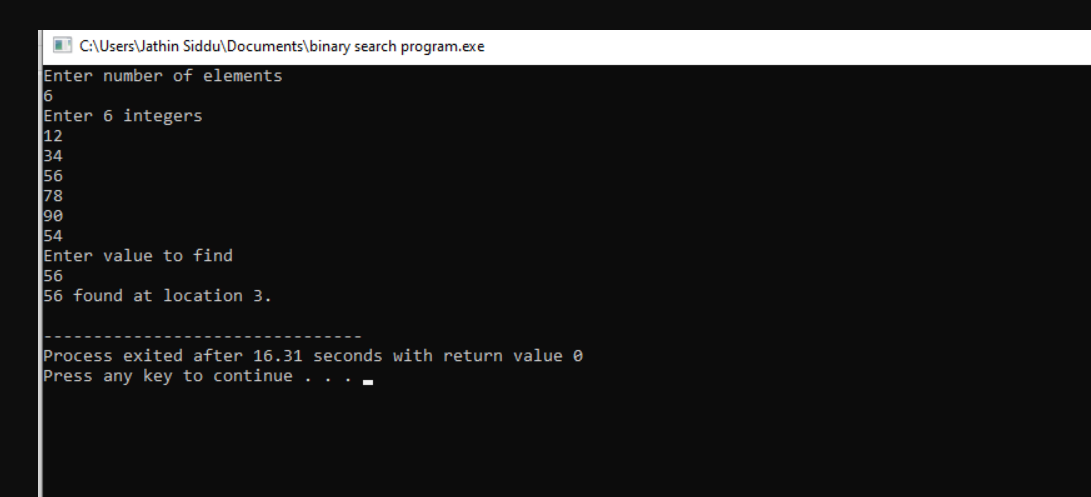 C:\Users\Jathin Siddu\Documents\binary search program.exe
Enter number of elements
6
Enter 6 integers
12
34
56
78
90
54
Enter value to find
56
56 found at location 3.
--------------------------------
Process exited after 16.31 seconds with return value 0
Press any key to continue . . .